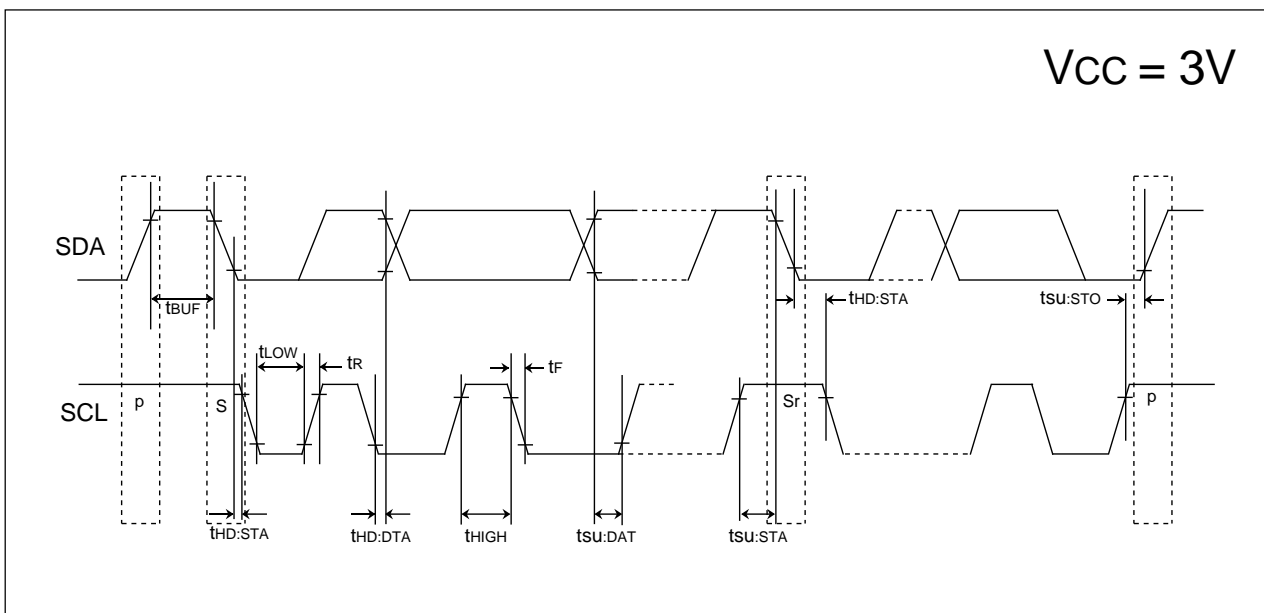 VCC = 3V
SDA
tBUF
tHD:STA
tsu:STO
tLOW
tR
tF
SCL
p
S
Sr
p
tHD:STA
tHD:DTA
tHIGH
tsu:DAT
tsu:STA